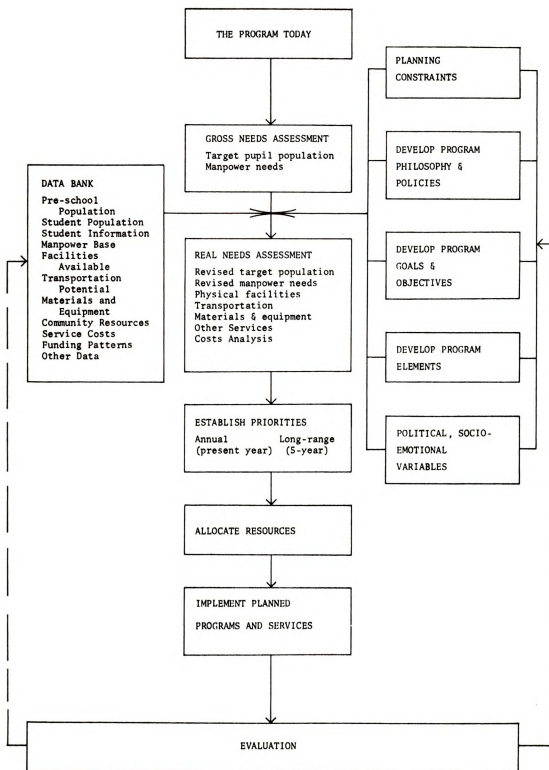 THE PROGRAM TODAY
GROSS NEEDS ASSESSMENT
Target pupil population
Manpower needs
DATA BANK
Pre-school
Population
Student Population
Student Information
Manpower Base
Facilities
Available
Transportation
Potential
Materials and
Equipment
Community Resources
Service Costs
Funding Patterns
Other Data
REAL NEEDS ASSESSMENT
Revised target population
Revised manpower needs
Physical facilities
Transportation
Materials & equipment
Other Services
Costs Analysis
ESTABLISH PRIORITIES
Annual Long-range
(present year) (5-year)
ALLOCATE RESOURCES
IMPLEMENT PLANNED
PROGRAMS AND SERVICES
PLANNING
CONSTRAINTS
DEVELOP PROGRAM
PHILOSOPHY &
POLICIES
DEVELOP PROGRAM
GOALS &
OBJECTIVES
DEVELOP PROGRAM
ELEMENTS
POLITICAL, SOCIO-
EMOTIONAL
VARIABLES
EVALUATION